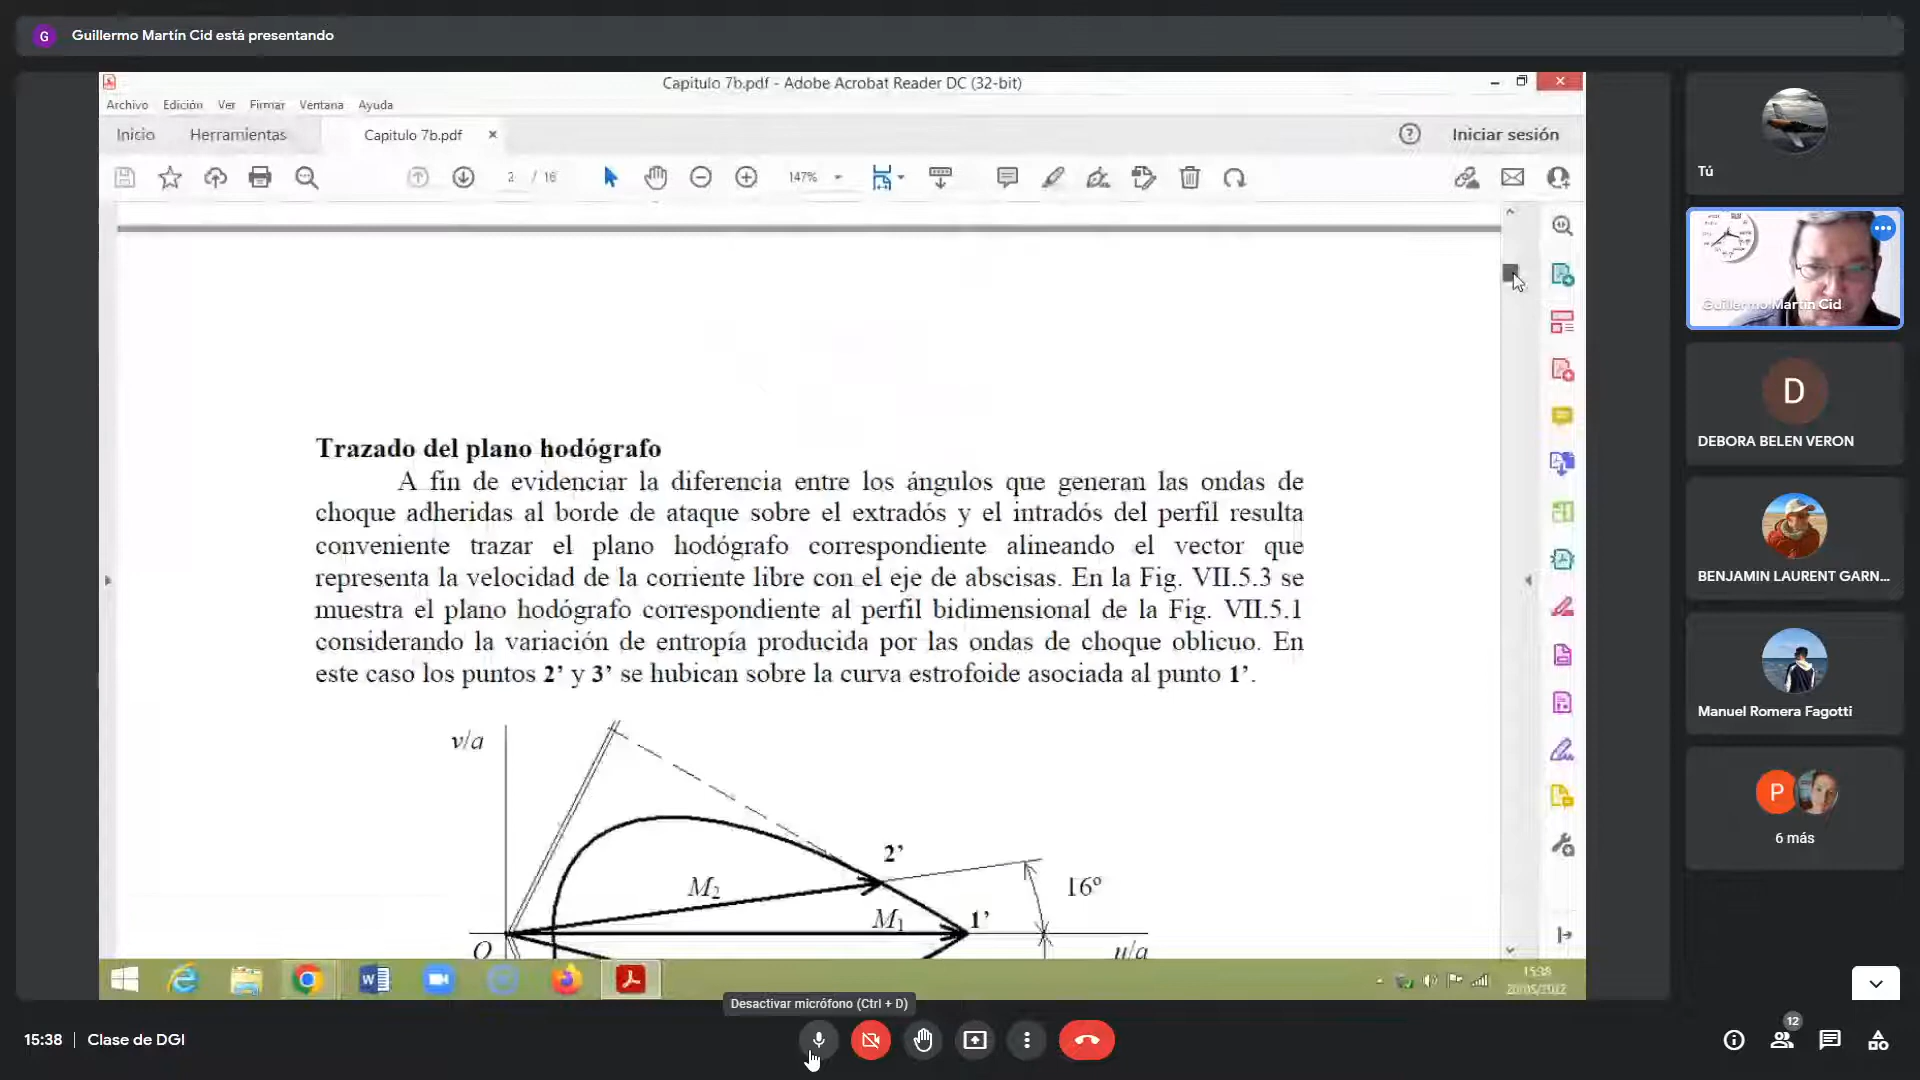 G Guillermo Martín Cid está presentando
Capitulo 7b.pdf - Adobe Acrobat Reader DC (32-bit)
Archivo Edición Ver Firmar Ventana Ayuda
Inicio Herramientas Capitulo 7b.pdf × Iniciar sesión
2 / 16 147%
Trazado del plano hodógrafo
A fin de evidenciar la diferencia entre los ángulos que generan las ondas de
choque adheridas al borde de ataque sobre el extradós y el intradós del perfil resulta
conveniente trazar el plano hodógrafo correspondiente alineando el vector que
representa la velocidad de la corriente libre con el eje de abscisas. En la Fig. VII.5.3 se
muestra el plano hodógrafo correspondiente al perfil bidimensional de la Fig. VII.5.1
considerando la variación de entropía producida por las ondas de choque oblicuo. En
este caso los puntos 2’ y 3’ se hubican sobre la curva estrofoide asociada al punto 1’.
v/a
2’
M2
16º
M1
1’
O
u/a
15:38
20/05/2022
Desactivar micrófono (Ctrl + D)
15:38 | Clase de DGI
12
Tú
Guillermo Martín Cid
D
DEBORA BELEN VERON
BENJAMIN LAURENT GARN...
Manuel Romera Fagotti
P
6 más